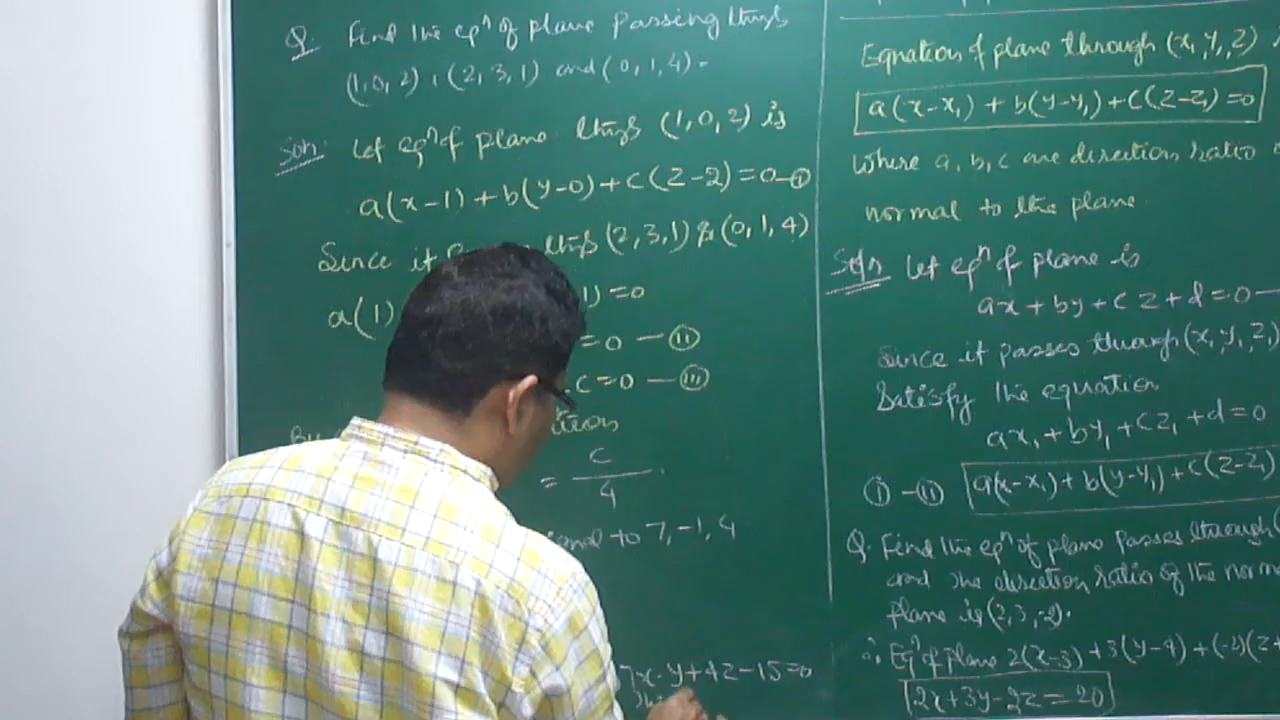 Q. Find the eqⁿ of plane passing through
(1,0,2), (2,3,1) and (0,1,4).
Soln: Let eqⁿ of plane through (1,0,2) is
a(x-1) + b(y-0) + c(z-2) = 0 - ①
Since it through (2,3,1) & (0,1,4)
a(1) 1) = 0
= 0 - ⓘⓘ
c = 0 - ⓘⓘⓘ
= c/4
to 7, -1, 4
7x-y+4z-15=0
Equation of plane through (x₁, y₁, z₁)
a(x-x₁) + b(y-y₁) + c(z-z₁) = 0
Where a, b, c are direction ratio
normal to the plane
Soln Let eqⁿ of plane is
ax + by + cz + d = 0 -
Since it passes through (x₁, y₁, z₁)
Satisfy the equation
ax₁ + by₁ + cz₁ + d = 0
ⓘ - ⓘⓘ a(x-x₁) + b(y-y₁) + c(z-z₁)
Q. Find the eqⁿ of plane passes through (
and the direction ratio of the norm
plane is (2,3,-2).
∴ Eqⁿ of plane 2(x-3) + 3(y-4) + (-2)(z+
2x+3y-2z=20